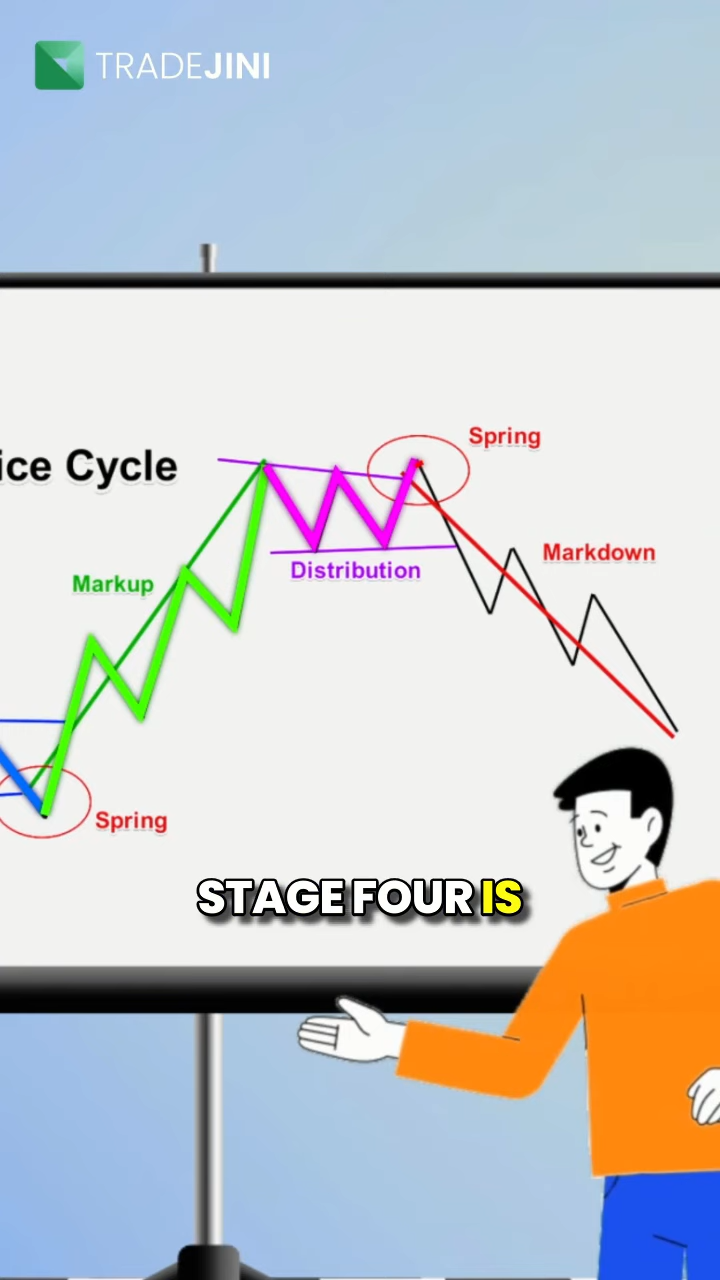 TRADEJINI
Spring
ice Cycle
Markdown
Distribution
Markup
Spring
STAGE FOUR IS